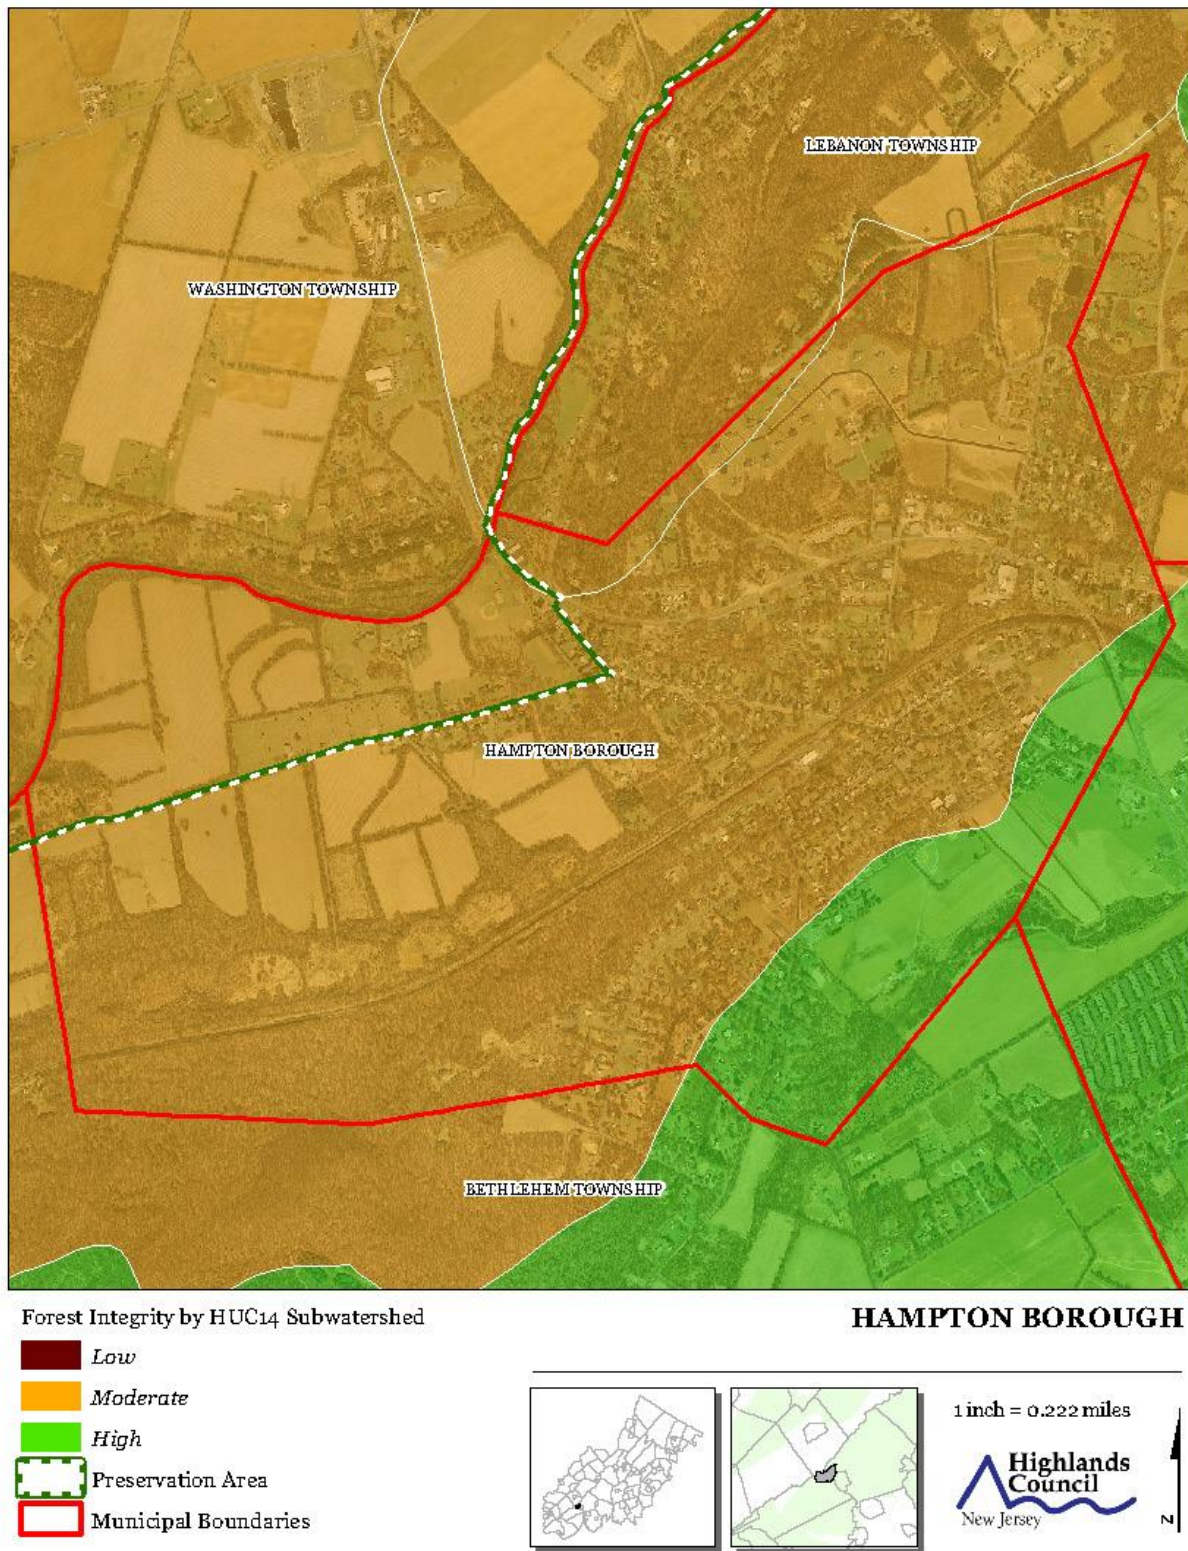 LEBANON TOWNSHIP
WASHINGTON TOWNSHIP
HAMPTON BOROUGH
BETHLEHEM TOWNSHIP
Forest Integrity by HUC14 Subwatershed
Low
Moderate
High
Preservation Area
Municipal Boundaries
HAMPTON BOROUGH
1 inch = 0.222 miles
Highlands
Council
New Jersey
N